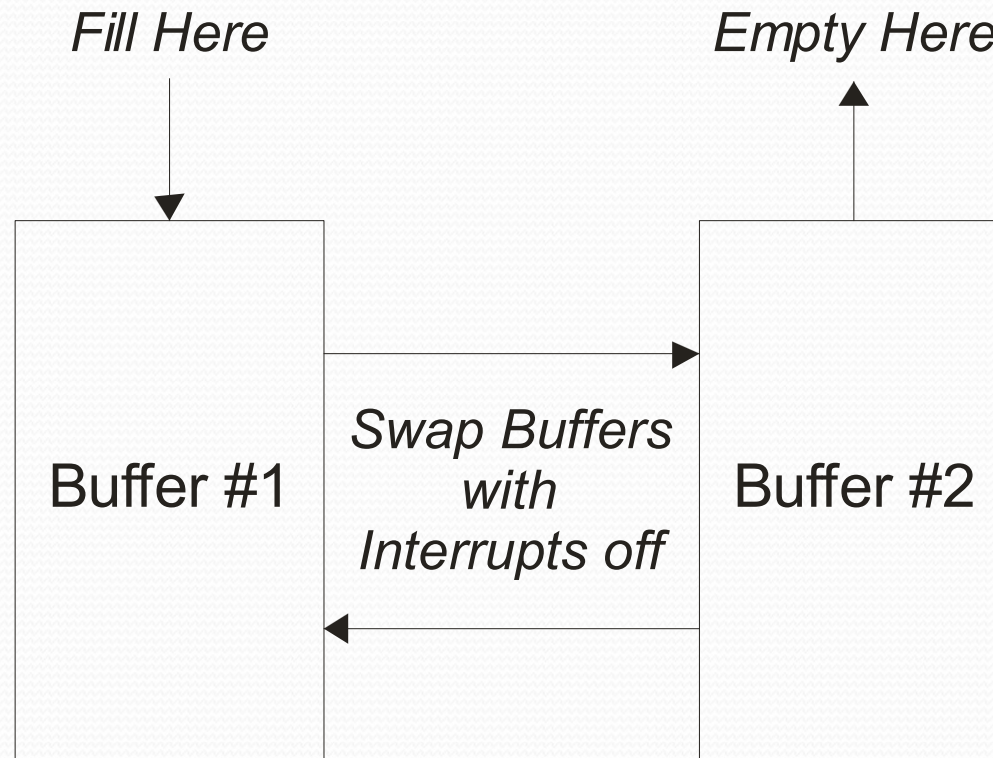 Fill Here
Empty Here
Buffer #1
Swap Buffers
with
Interrupts off
Buffer #2